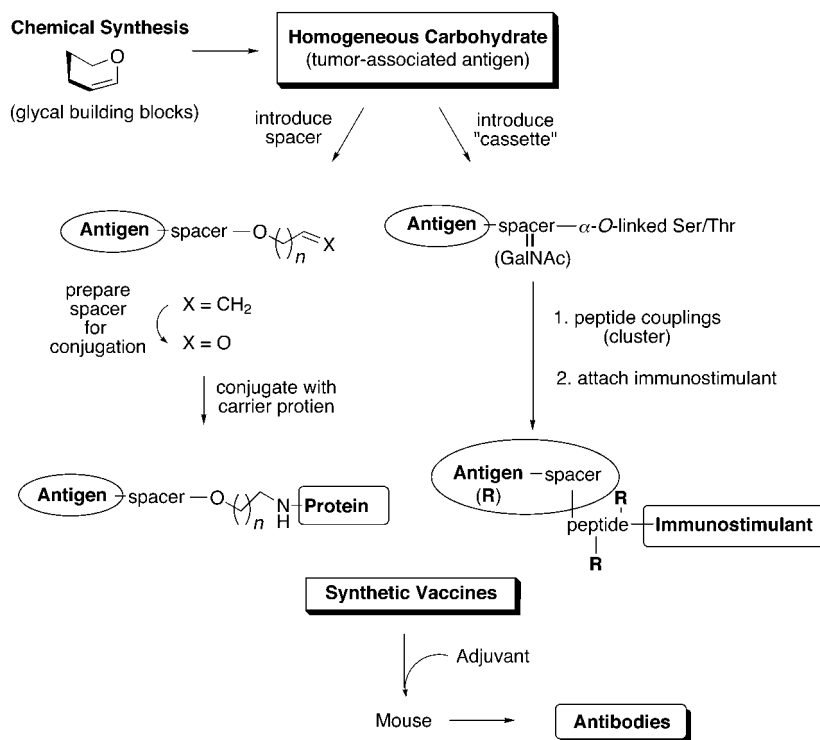 Chemical Synthesis
O
(glycal building blocks)
Homogeneous Carbohydrate
(tumor-associated antigen)
introduce
spacer
introduce
"cassette"
Antigen spacer O n X
Antigen spacer α-O-linked Ser/Thr
(GalNAc)
prepare
spacer
for
conjugation
X = CH2
X = O
1. peptide couplings
(cluster)
2. attach immunostimulant
conjugate with
carrier protien
Antigen spacer O n N H Protein
Antigen spacer
(R)
R
peptide Immunostimulant
R
Synthetic Vaccines
Adjuvant
Mouse Antibodies